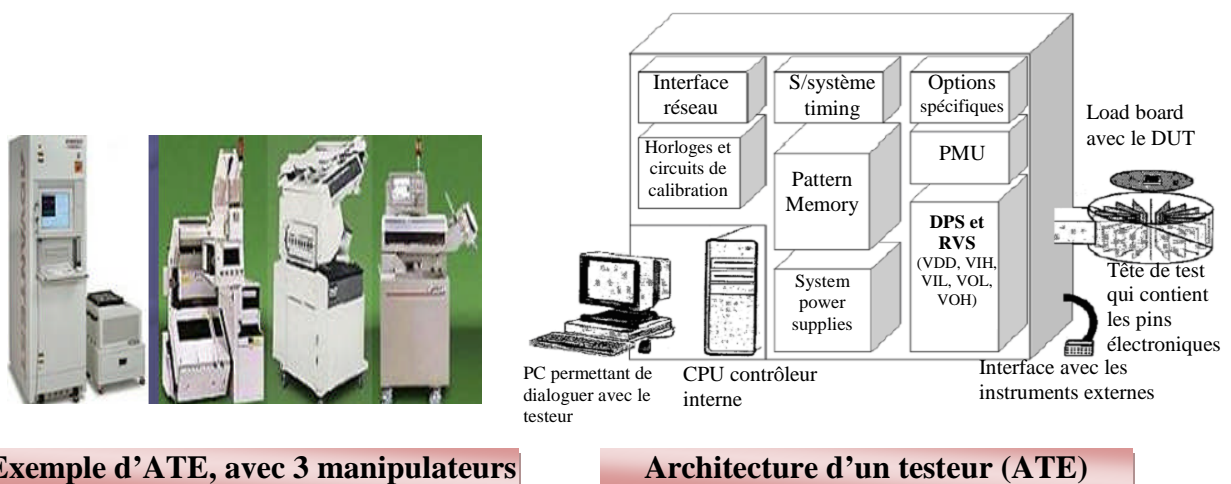 Interface
réseau
S/système
timing
Options
spécifiques
Horloges et
circuits de
calibration
Pattern
Memory
PMU
DPS et
RVS
(VDD, VIH,
VIL, VOL,
VOH)
System
power
supplies
Load board
avec le DUT
Tête de test
qui contient
les pins
électroniques
Interface avec les
instruments externes
PC permettant de
dialoguer avec le
testeur
CPU contrôleur
interne
Exemple d’ATE, avec 3 manipulateurs
Architecture d’un testeur (ATE)